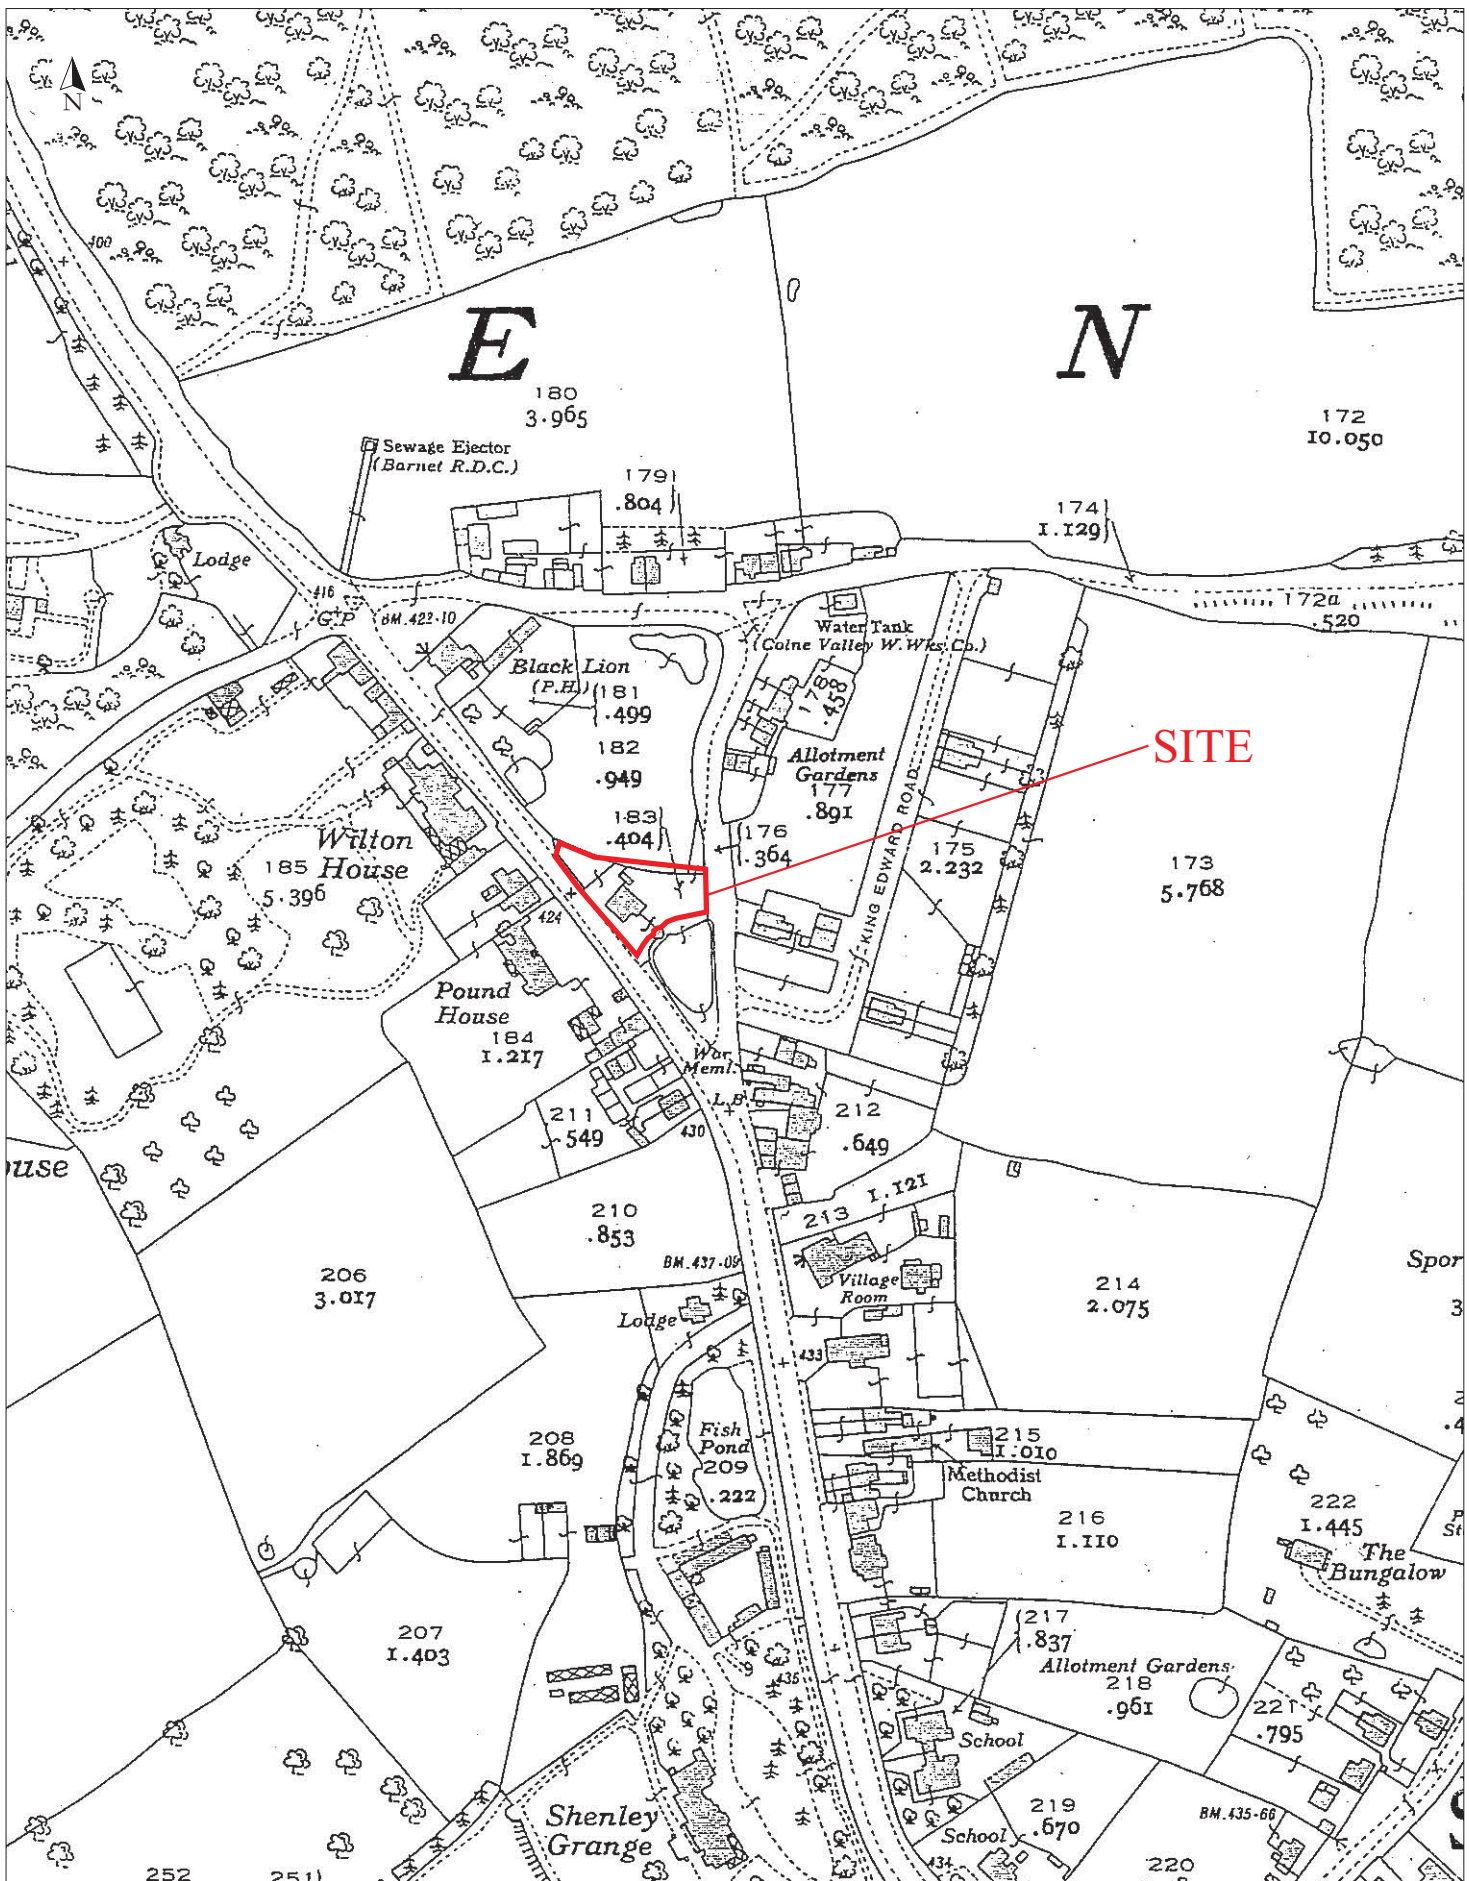 N
400
E
N
180
3.965
172
10.050
Sewage Ejector
(Barnet R.D.C.)
179
.804
174
1.129
Lodge
416
G.P
BM.422.10
172a
.520
Water Tank
(Colne Valley W. Wks. Co.)
Black Lion
(P.H.)
181
.499
178
.458
182
.949
SITE
Allotment
Gardens
177
.891
KING EDWARD ROAD
183
.404
176
.364
175
2.232
173
5.768
Wilton
House
185
5.396
424
Pound
House
184
1.217
War
Meml.
L.B
211
.549
430
212
.649
ouse
210
.853
1.121
213
BM.437.09
Village
Room
206
3.017
214
2.075
Spor
3
Lodge
433
2
.4
Fish
Pond
209
.222
208
1.869
215
1.010
Methodist
Church
216
1.110
222
1.445
P
St
The
Bungalow
207
1.403
217
.837
Allotment Gardens
218
.961
435
221
.795
School
Shenley
Grange
219
.670
BM.435.66
School
434
220
252
251